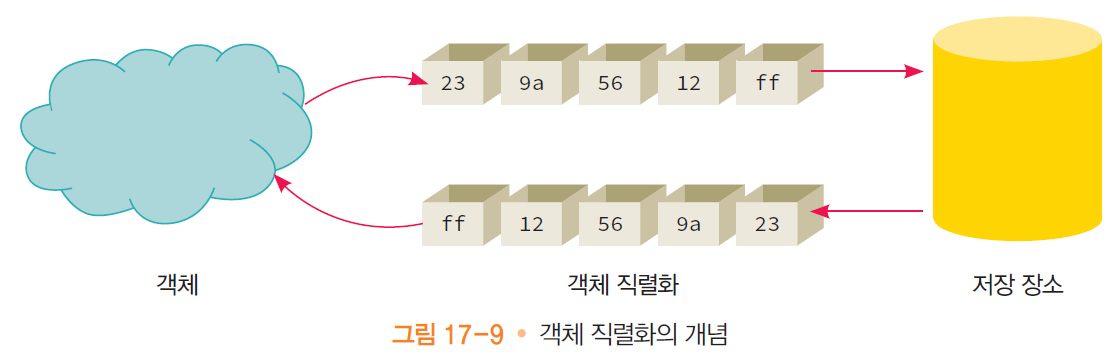 23 9a 56 12 ff
ff 12 56 9a 23
객체 객체 직렬화 저장 장소
그림 17-9 • 객체 직렬화의 개념